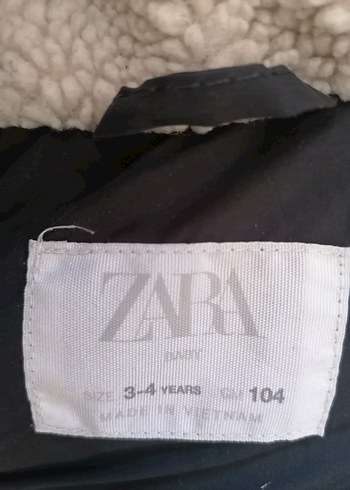 ZARA
BABY
SIZE 3-4 YEARS CM 104
MADE IN VIETNAM